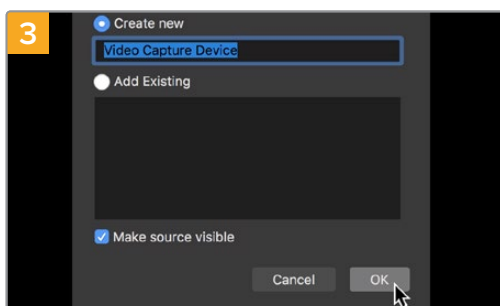 3
Create new
Video Capture Device
Add Existing
Make source visible
Cancel OK